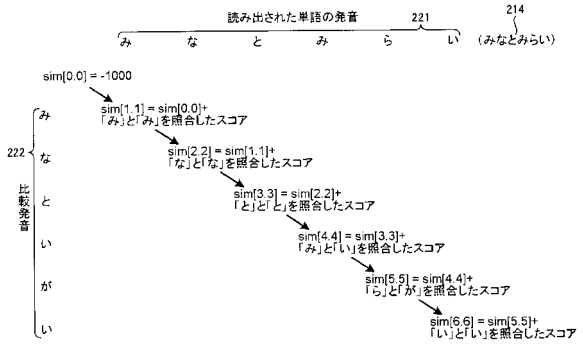 読み出された単語の発音 221 214
み な と み ら い (みなとみらい)
sim[0.0] = -1000
み sim[1.1] = sim[0.0]+
「み」と「み」を照合したスコア
222
な sim[2.2] = sim[1.1]+
「な」と「な」を照合したスコア
比較発音
と sim[3.3] = sim[2.2]+
「と」と「と」を照合したスコア
い sim[4.4] = sim[3.3]+
「み」と「い」を照合したスコア
が sim[5.5] = sim[4.4]+
「ら」と「が」を照合したスコア
い sim[6.6] = sim[5.5]+
「い」と「い」を照合したスコア